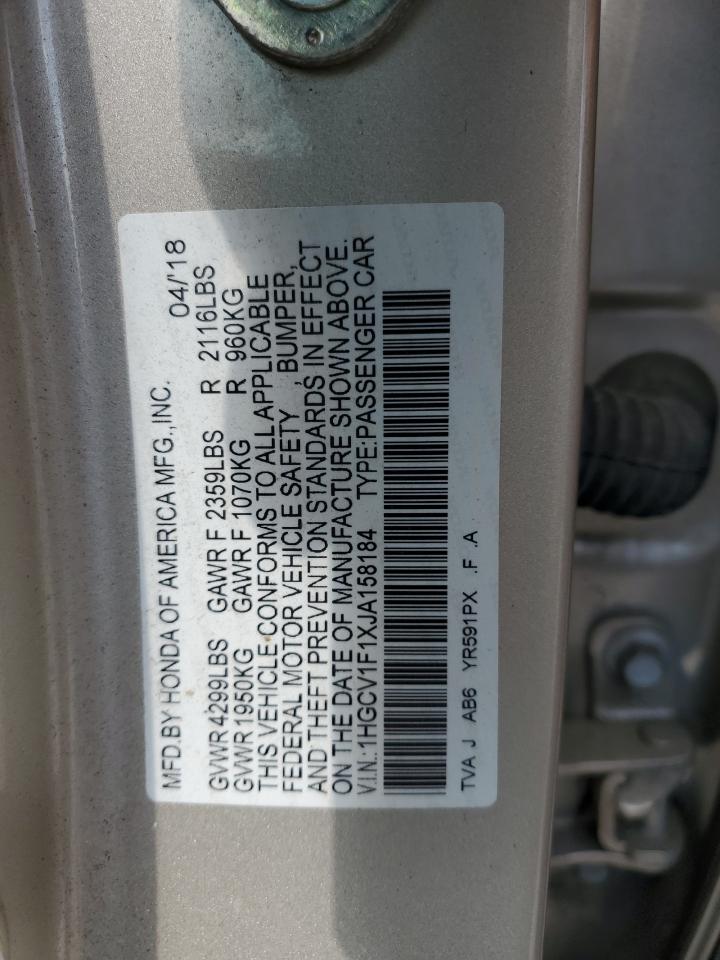 MFD.BY HONDA OF AMERICA MFG.,INC. 04/'18
GVWR 4299LBS GAWR F 2359LBS R 2116LBS
GVWR 1950KG GAWR F 1070KG R 960KG
THIS VEHICLE CONFORMS TO ALL APPLICABLE
FEDERAL MOTOR VEHICLE SAFETY , BUMPER,
AND THEFT PREVENTION STANDARDS IN EFFECT
ON THE DATE OF MANUFACTURE SHOWN ABOVE.
V.I.N.:1HGCV1F1XJA158184 TYPE:PASSENGER CAR
TVA J AB6 YR591PX .F .A